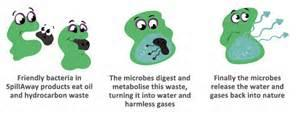 Friendly bacteria in
SpillAway products eat oil
and hydrocarbon waste
The microbes digest and
metabolise this waste,
turning it into water and
harmless gases
Finally the microbes
release the water and
gases back into nature